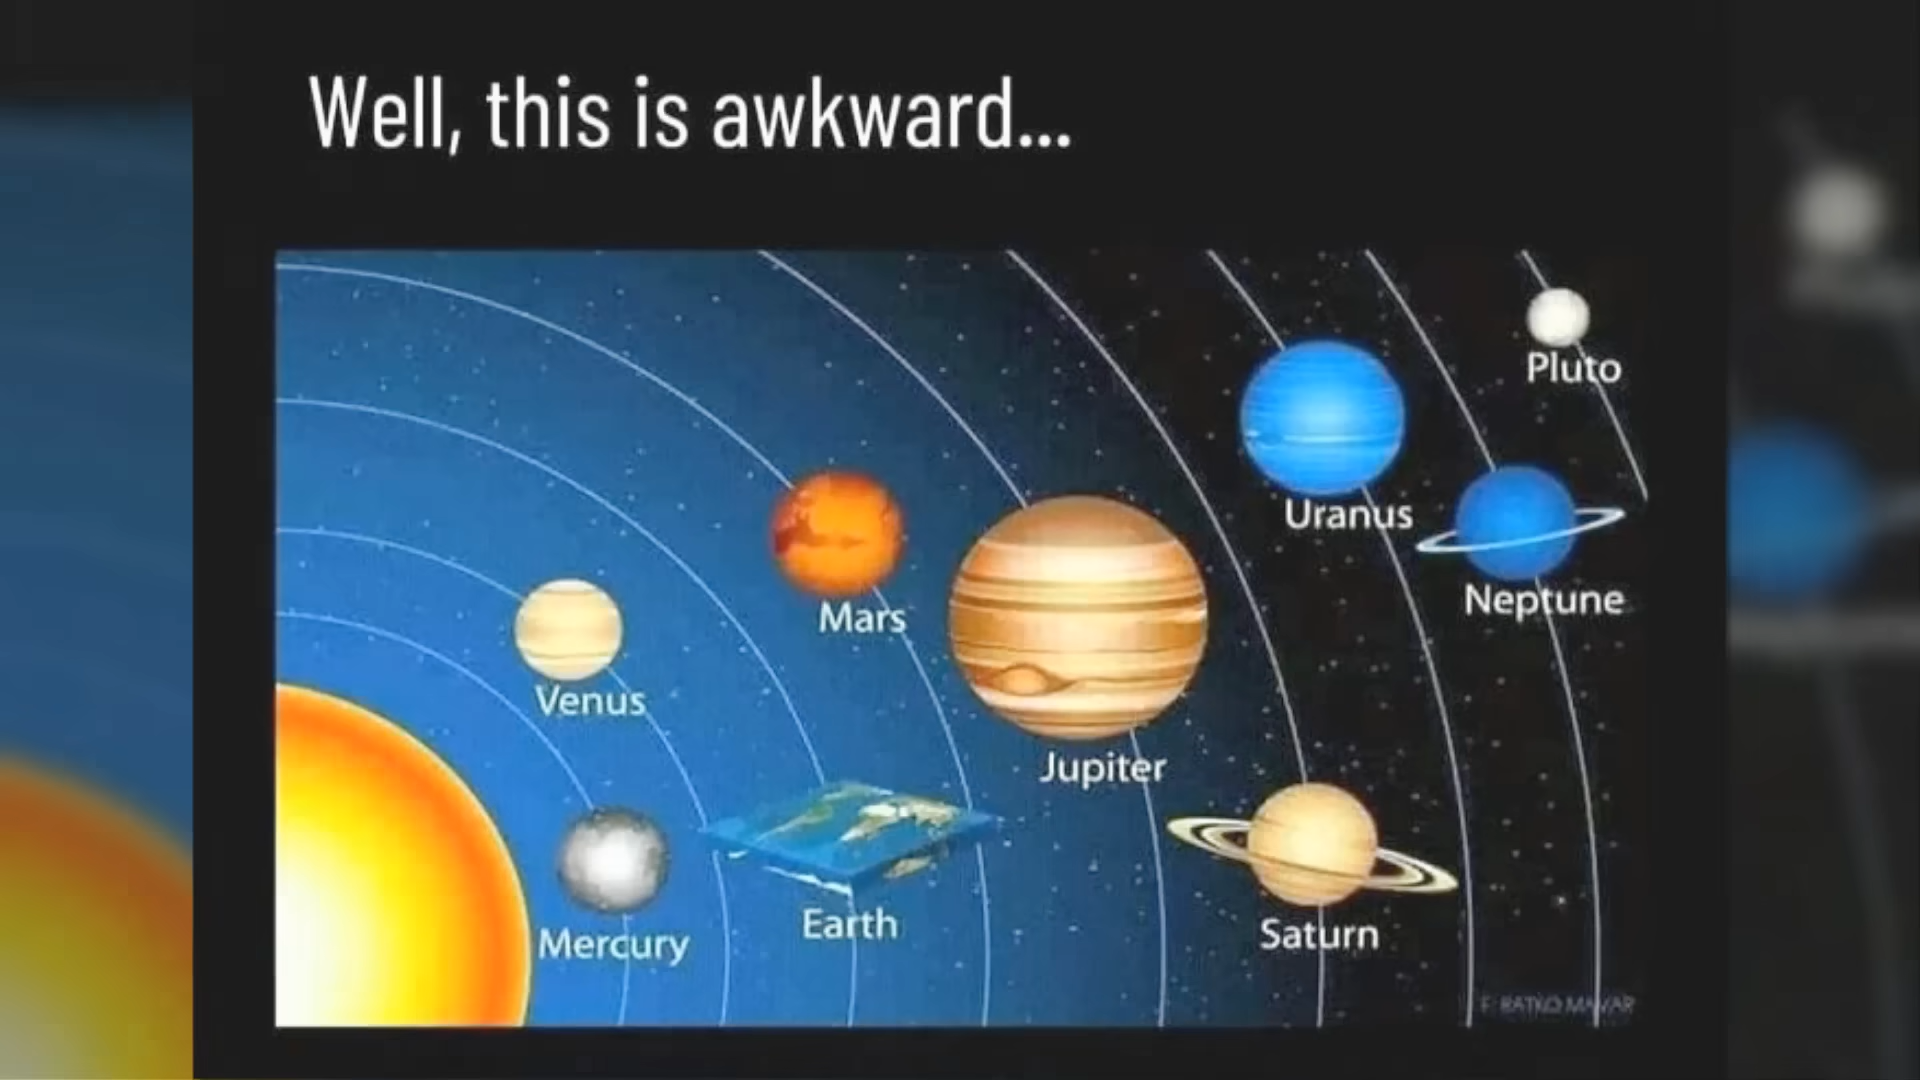 Well, this is awkward...
Pluto
Uranus
Neptune
Mars
Venus
Jupiter
Earth
Saturn
Mercury